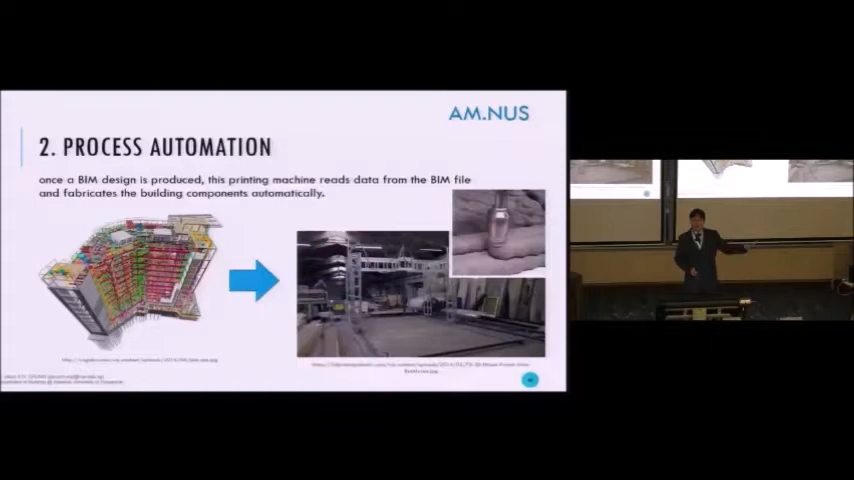 AM.NUS
2. PROCESS AUTOMATION
once a BIM design is produced, this printing machine reads data from the BIM file
and fabricates the building components automatically.